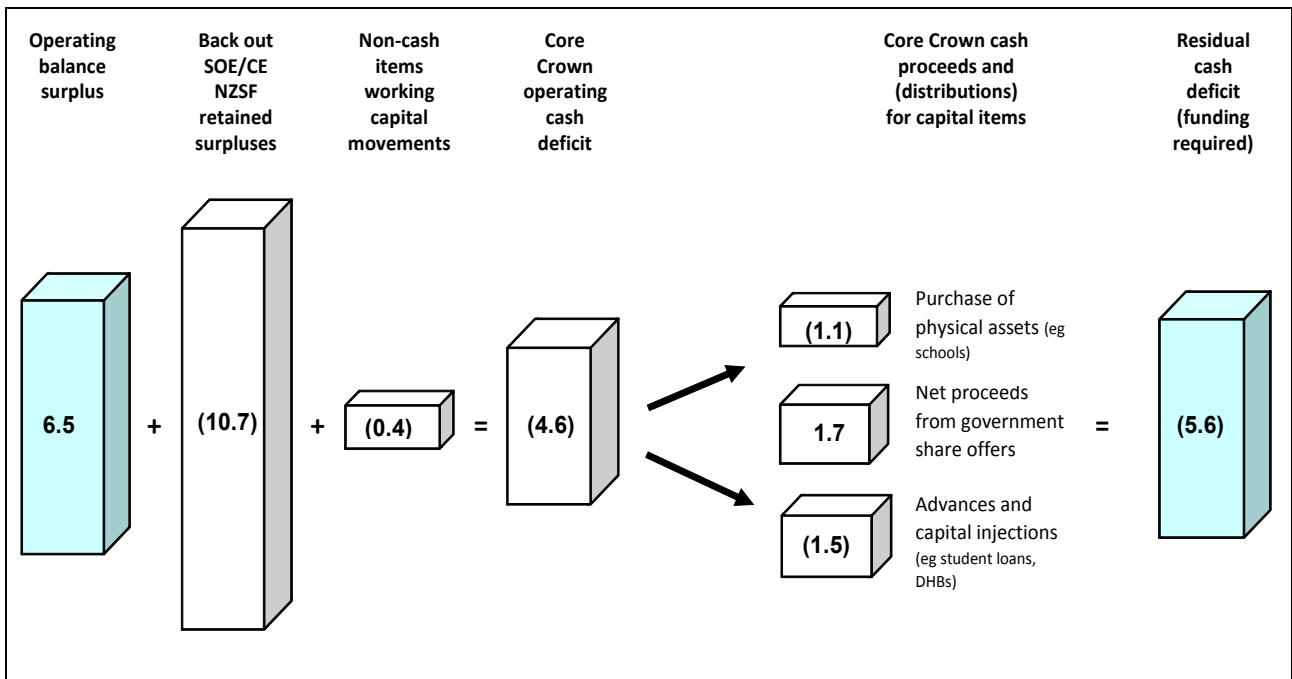 Operating
balance
surplus
Back out
SOE/CE
NZSF
retained
surpluses
Non-cash
items
working
capital
movements
Core
Crown
operating
cash
deficit
Core Crown cash
proceeds and
(distributions)
for capital items
Residual
cash
deficit
(funding
required)
6.5
+
(10.7)
+
(0.4)
=
(4.6)
(1.1)
Purchase of
physical assets (eg
schools)
1.7
Net proceeds
from government
share offers
(1.5)
Advances and
capital injections
(eg student loans,
DHBs)
=
(5.6)